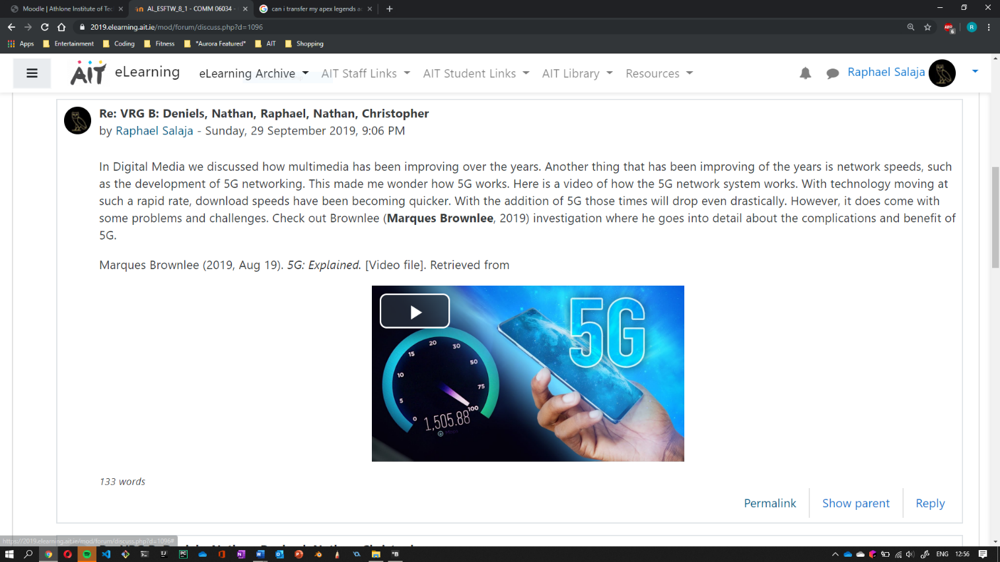 Moodle | Athlone Institute of Tec
AL_ESFTW_8_1 - COMM 06034 -
can i transfer my apex legends ac
2019.elearning.ait.ie/mod/forum/discuss.php?d=1096
ABP
6
R
Apps
Entertainment
Coding
Fitness
*Aurora Featured*
AIT
Shopping
AIT eLearning
eLearning Archive
AIT Staff Links
AIT Student Links
AIT Library
Resources
Raphael Salaja
Re: VRG B: Deniels, Nathan, Raphael, Nathan, Christopher
by Raphael Salaja - Sunday, 29 September 2019, 9:06 PM
In Digital Media we discussed how multimedia has been improving over the years. Another thing that has been improving of the years is network speeds, such
as the development of 5G networking. This made me wonder how 5G works. Here is a video of how the 5G network system works. With technology moving at
such a rapid rate, download speeds have been becoming quicker. With the addition of 5G those times will drop even drastically. However, it does come with
some problems and challenges. Check out Brownlee (Marques Brownlee, 2019) investigation where he goes into detail about the complications and benefit of
5G.
Marques Brownlee (2019, Aug 19). 5G: Explained. [Video file]. Retrieved from
5G
0
5
10
15
20
30
50
75
100
1,505.88
133 words
Permalink
Show parent
Reply
https://2019.elearning.ait.ie/mod/forum/discuss.php?d=1096#
ENG
12:56